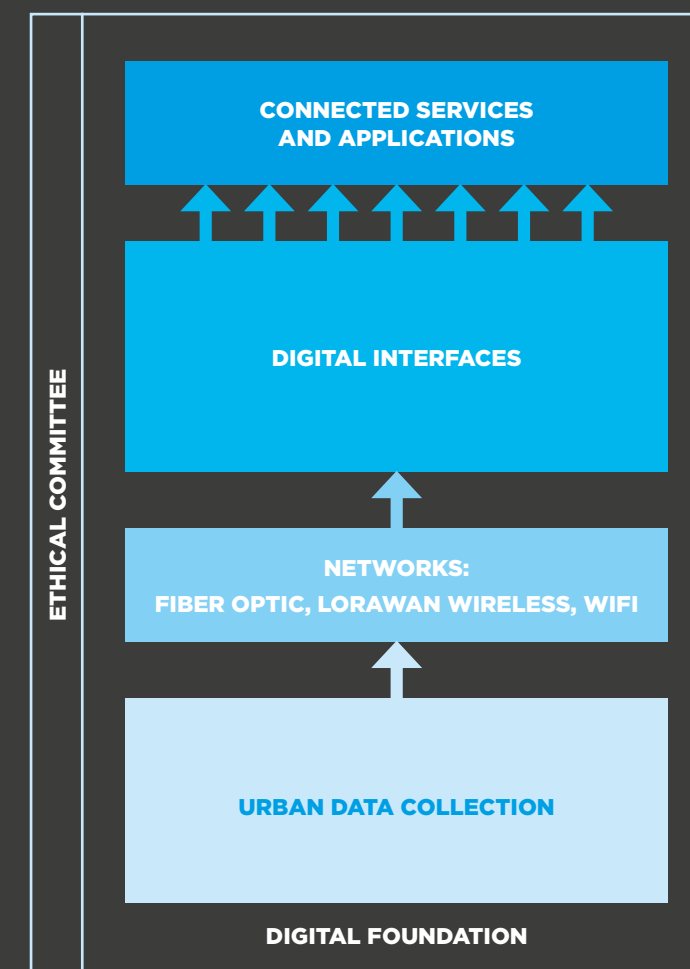 CONNECTED SERVICES
AND APPLICATIONS
DIGITAL INTERFACES
ETHICAL COMMITTEE
NETWORKS:
FIBER OPTIC, LORAWAN WIRELESS, WIFI
URBAN DATA COLLECTION
DIGITAL FOUNDATION